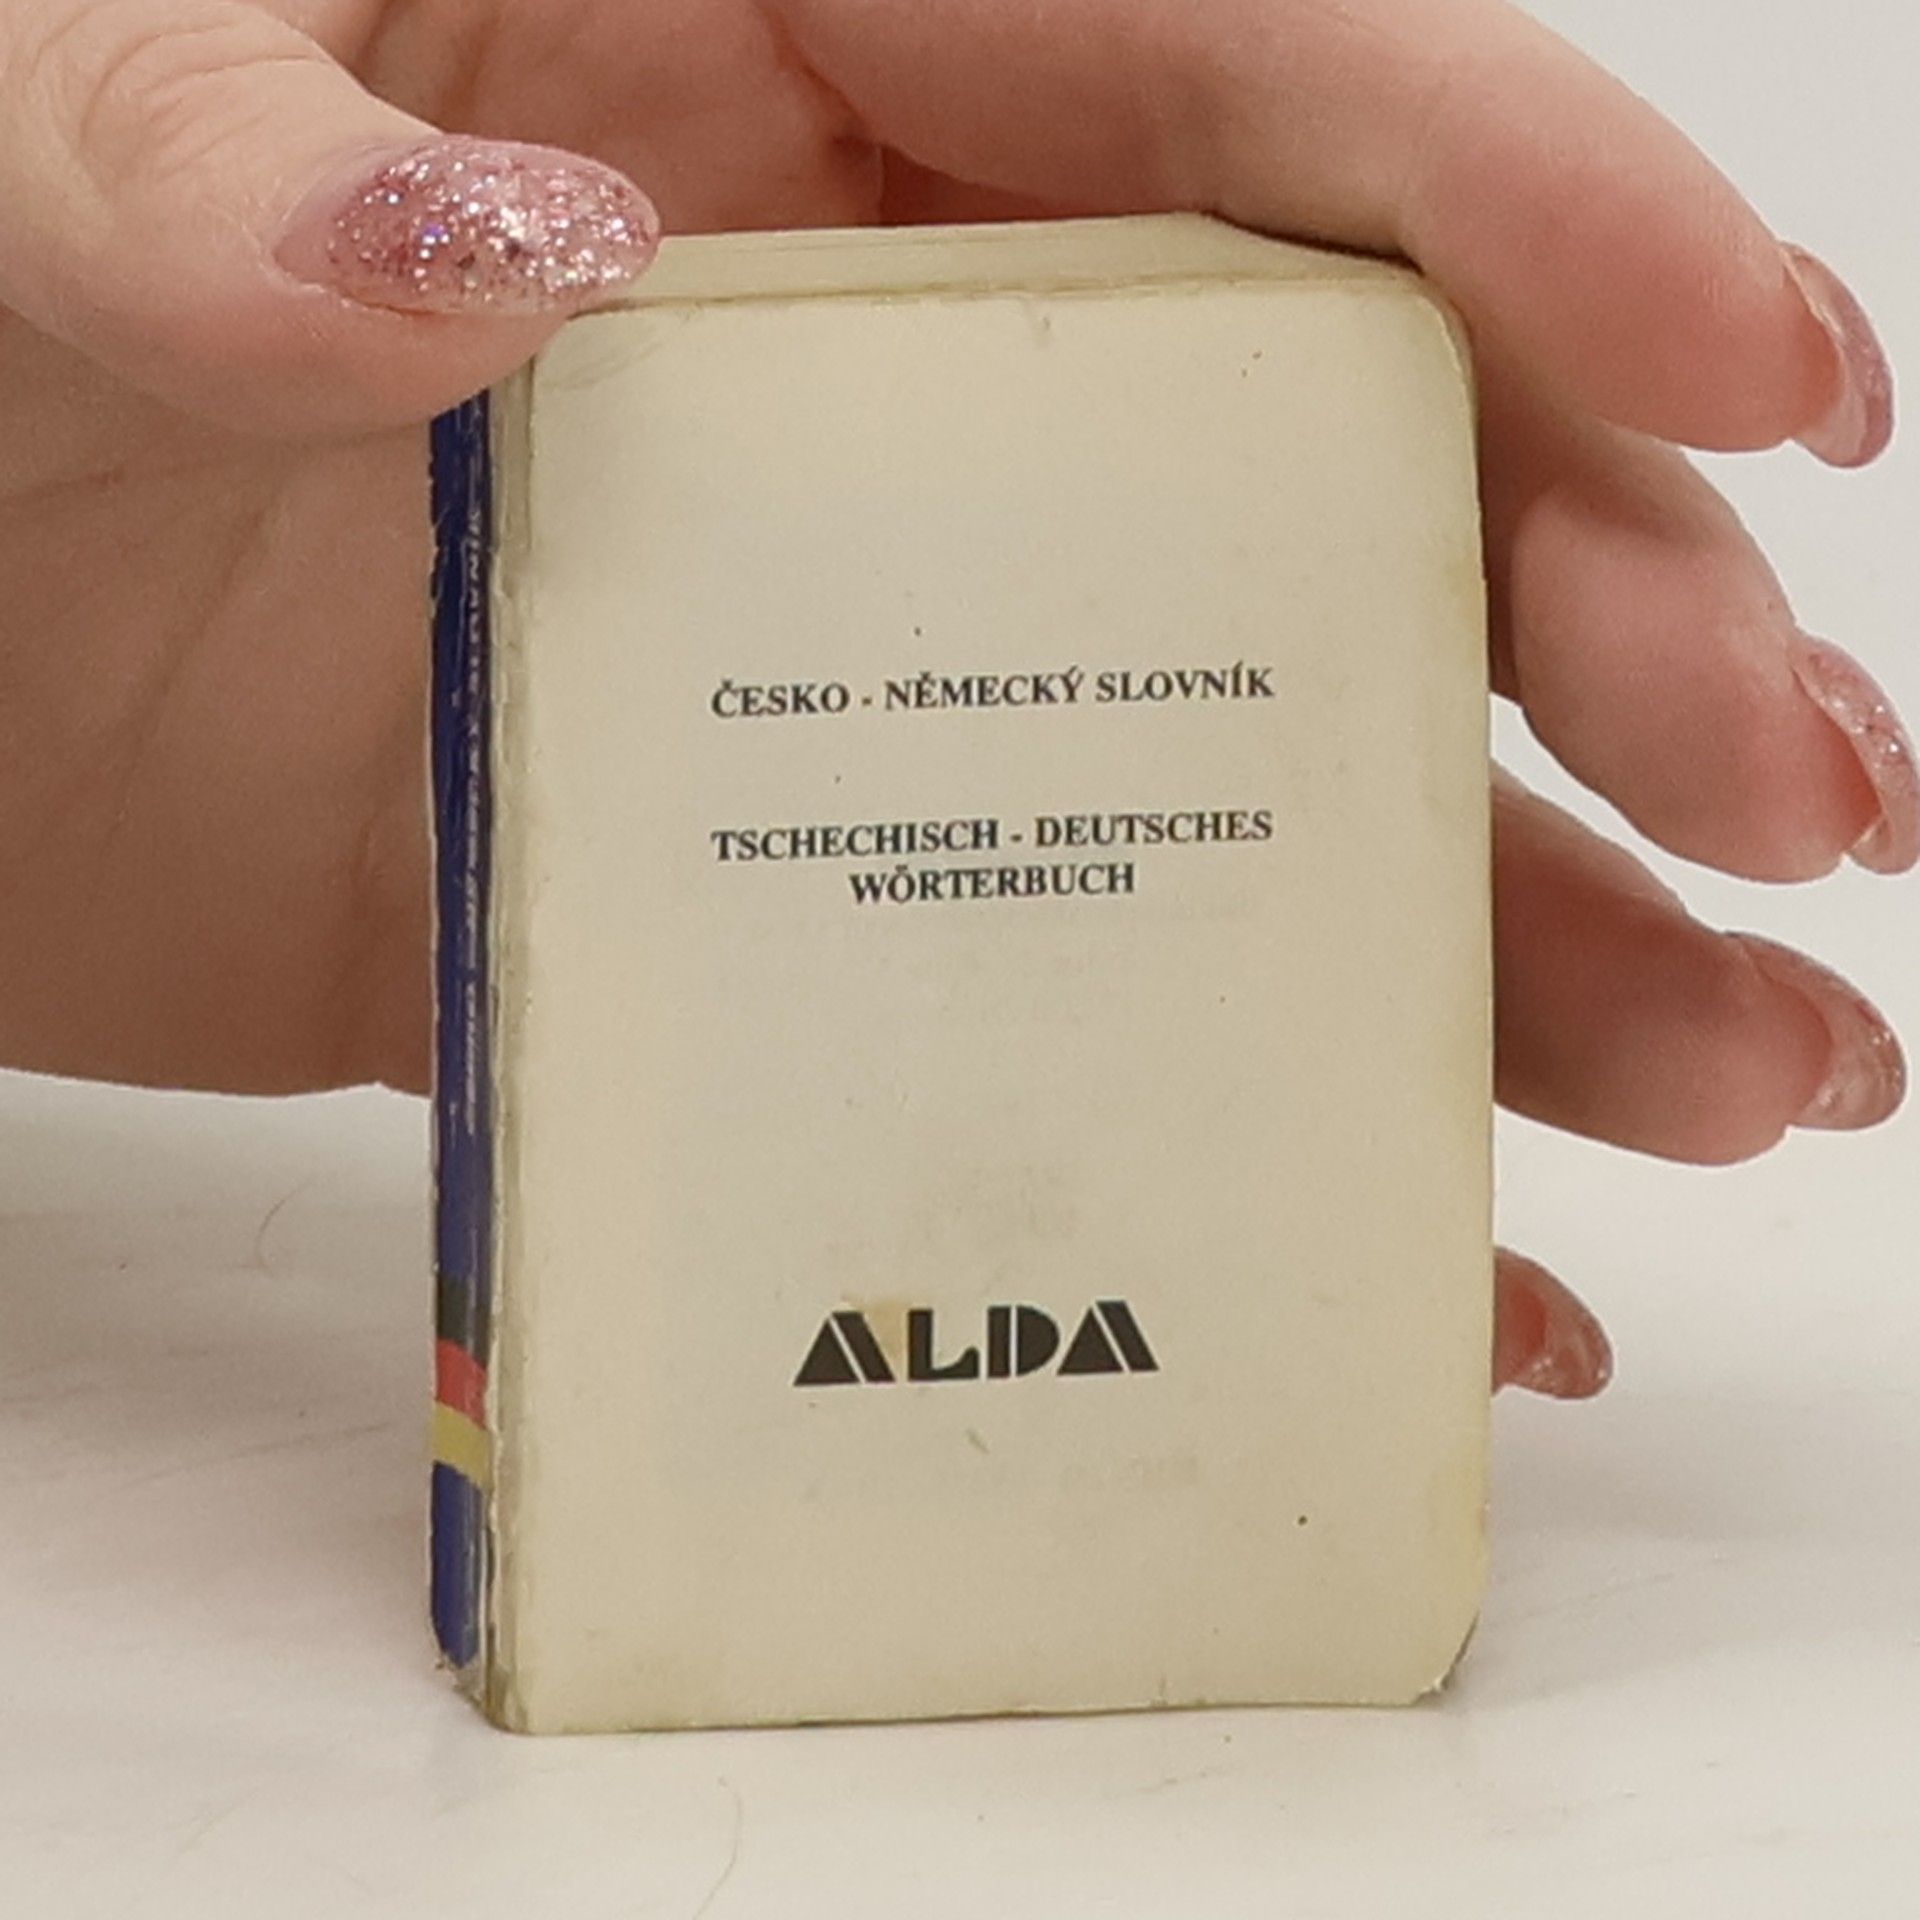 ČESKO - NĚMECKÝ SLOVNÍK
TSCHECHISCH - DEUTSCHES
WÖRTERBUCH
ALDA